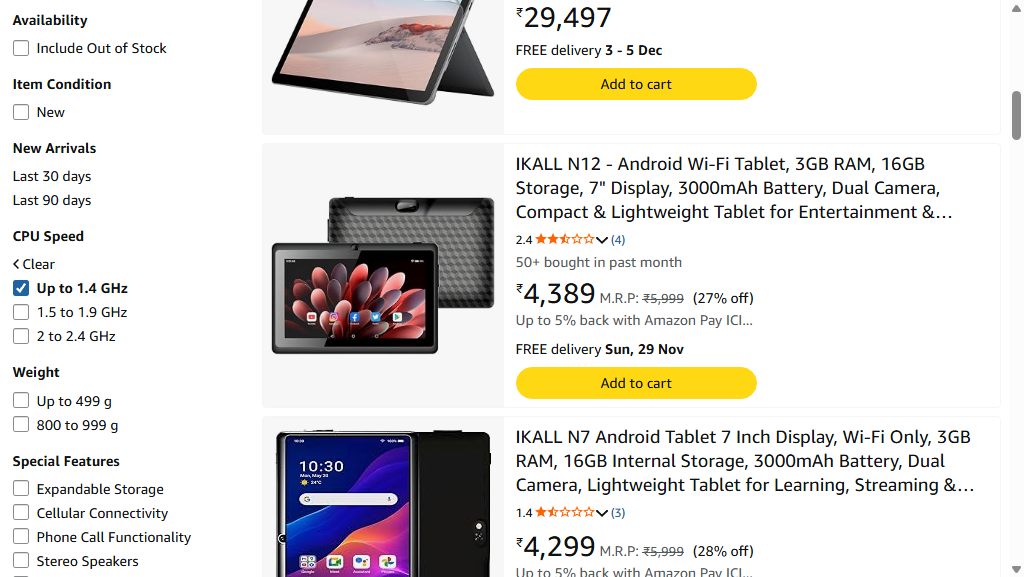 Availability
Include Out of Stock
Item Condition
New
New Arrivals
Last 30 days
Last 90 days
CPU Speed
Clear
Up to 1.4 GHz
1.5 to 1.9 GHz
2 to 2.4 GHz
Weight
Up to 499 g
800 to 999 g
Special Features
Expandable Storage
Cellular Connectivity
Phone Call Functionality
Stereo Speakers
₹29,497
FREE delivery 3 - 5 Dec
Add to cart
IKALL N12 - Android Wi-Fi Tablet, 3GB RAM, 16GB
Storage, 7" Display, 3000mAh Battery, Dual Camera,
Compact & Lightweight Tablet for Entertainment &…
2.4 (4)
50+ bought in past month
₹4,389 M.R.P: ₹5,999 (27% off)
Up to 5% back with Amazon Pay ICI…
FREE delivery Sun, 29 Nov
Add to cart
10:30
Mon, May 20
24°C
IKALL N7 Android Tablet 7 Inch Display, Wi-Fi Only, 3GB
RAM, 16GB Internal Storage, 3000mAh Battery, Dual
Camera, Lightweight Tablet for Learning, Streaming &…
1.4 (3)
₹4,299 M.R.P: ₹5,999 (28% off)
Up to 5% back with Amazon Pay ICI…